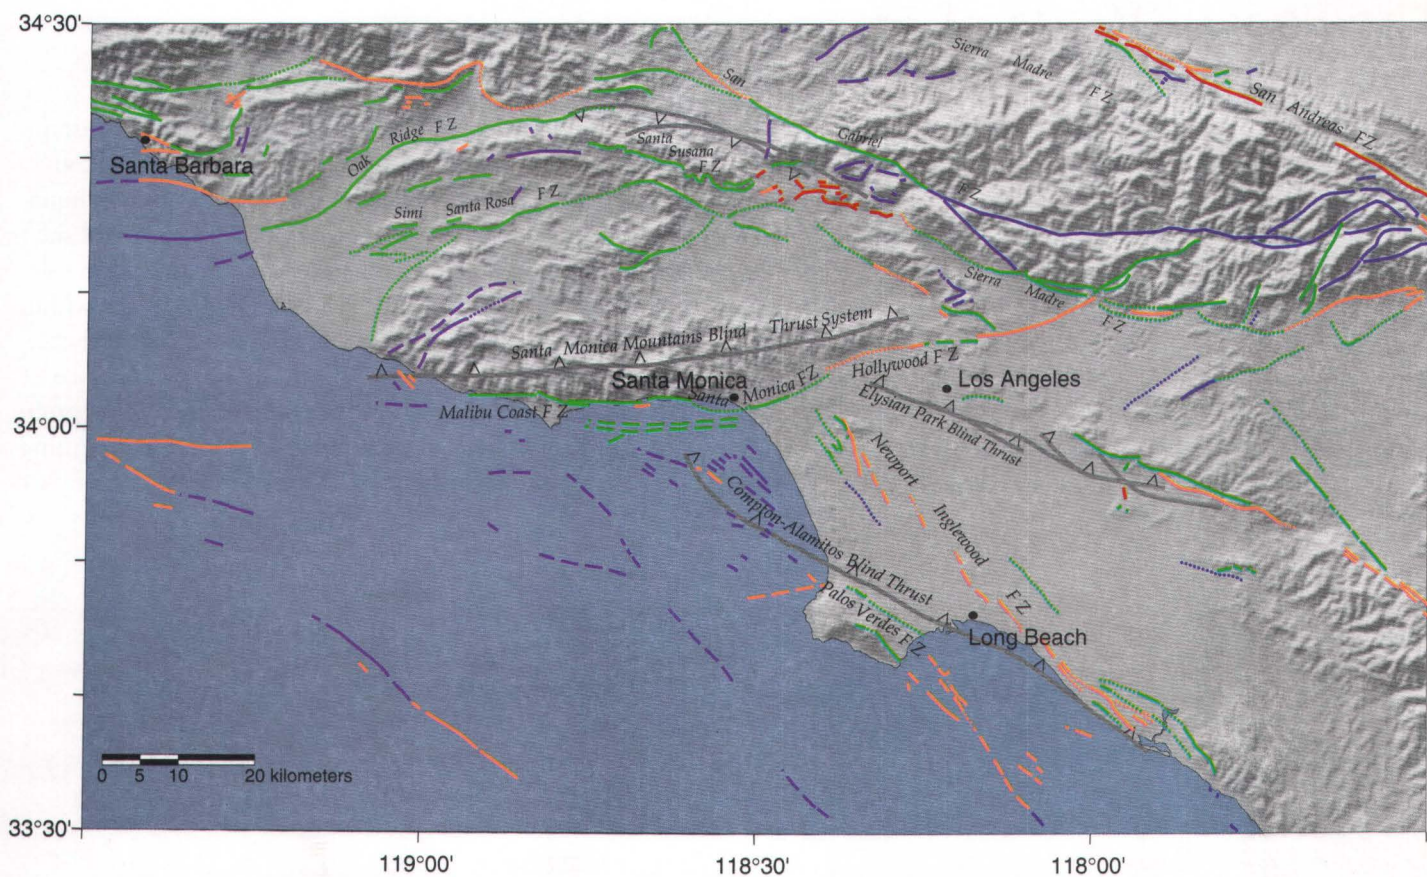 34°30'
Sierra Madre
F Z
San
Gabriel
F Z
San Andreas FZ
Santa Barbara
Oak Ridge F Z
Santa
Susana
F Z
Simi Santa Rosa F Z
Sierra Madre
F Z
Santa Monica Mountains Blind Thrust System
Santa Monica
Santa Monica FZ
Hollywood F Z
Los Angeles
Malibu Coast F Z
Elysian Park Blind Thrust
34°00'
Newport
Inglewood
F Z
Compton-Alamitos Blind Thrust
Palos Verdes F Z
Long Beach
0 5 10 20 kilometers
33°30'
119°00' 118°30' 118°00'